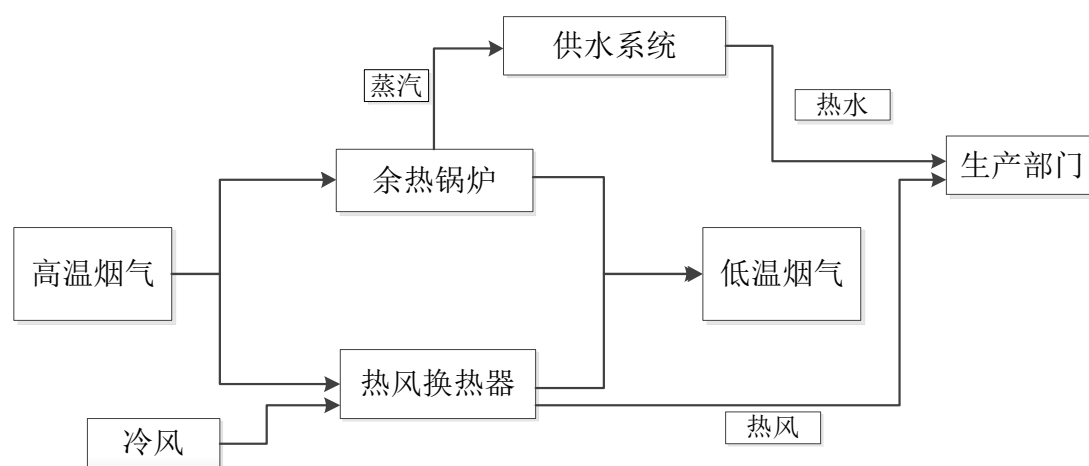 供水系统
蒸汽
热水
余热锅炉
生产部门
高温烟气
低温烟气
热风换热器
冷风
热风